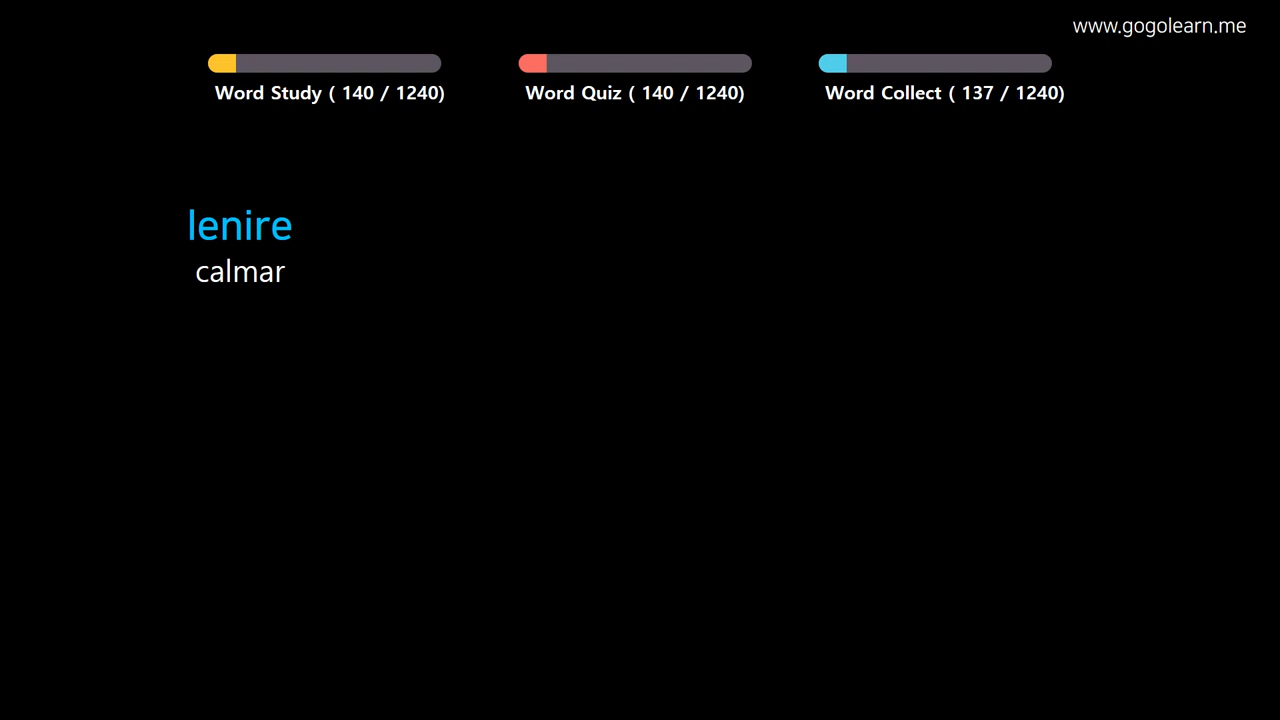 www.gogolearn.me
Word Study ( 140 / 1240)
Word Quiz ( 140 / 1240)
Word Collect ( 137 / 1240)
lenire
calmar